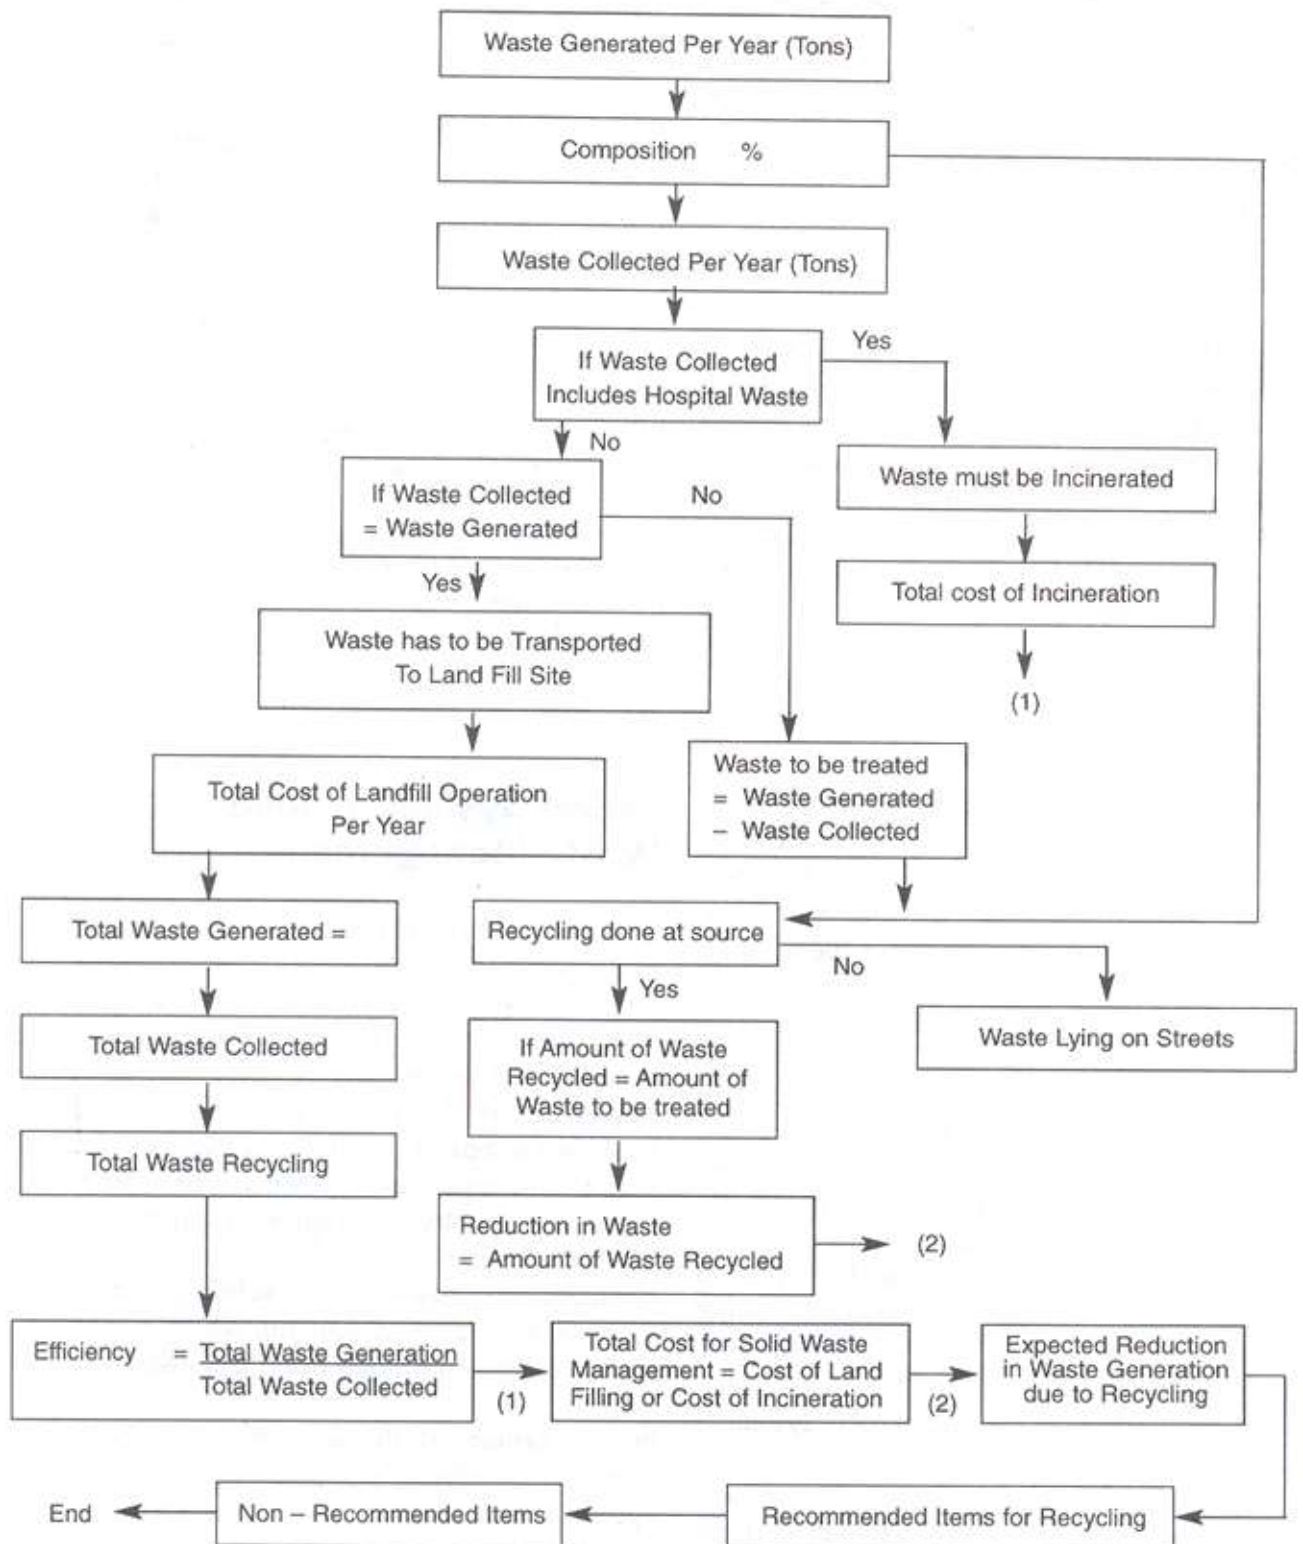 Waste Generated Per Year (Tons)
Composition %
Waste Collected Per Year (Tons)
If Waste Collected
Includes Hospital Waste
Yes
No
If Waste Collected
= Waste Generated
No
Waste must be Incinerated
Yes
Total cost of Incineration
Waste has to be Transported
To Land Fill Site
(1)
Total Cost of Landfill Operation
Per Year
Waste to be treated
= Waste Generated
– Waste Collected
Total Waste Generated =
Recycling done at source
No
Yes
Total Waste Collected
If Amount of Waste
Recycled = Amount of
Waste to be treated
Waste Lying on Streets
Total Waste Recycling
Reduction in Waste
= Amount of Waste Recycled
(2)
Efficiency = Total Waste Generation
Total Waste Collected
(1)
Total Cost for Solid Waste
Management = Cost of Land
Filling or Cost of Incineration
(2)
Expected Reduction
in Waste Generation
due to Recycling
End
Non – Recommended Items
Recommended Items for Recycling